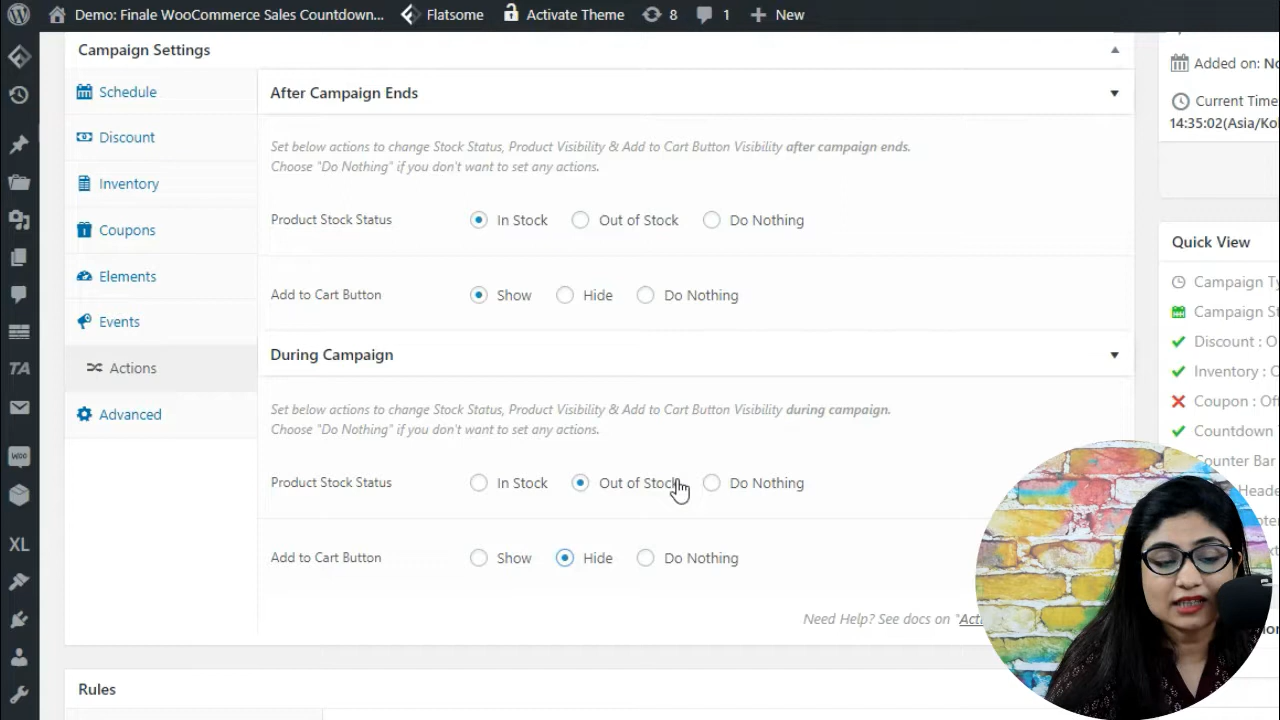 Demo: Finale WooCommerce Sales Countdown... Flatsome Activate Theme 8 1 New
Campaign Settings
Schedule
Discount
Inventory
Coupons
Elements
Events
Actions
Advanced
After Campaign Ends
Set below actions to change Stock Status, Product Visibility & Add to Cart Button Visibility after campaign ends.
Choose "Do Nothing" if you don't want to set any actions.
Product Stock Status In Stock Out of Stock Do Nothing
Add to Cart Button Show Hide Do Nothing
During Campaign
Set below actions to change Stock Status, Product Visibility & Add to Cart Button Visibility during campaign.
Choose "Do Nothing" if you don't want to set any actions.
Product Stock Status In Stock Out of Stock Do Nothing
Add to Cart Button Show Hide Do Nothing
Need Help? See docs on
Rules
Added on:
Current
14:35:02
Quick View
Campaign
Campaign
Discount :
Inventory :
Coupon :
Countdown
Counter Bar
TA
WOO
XL